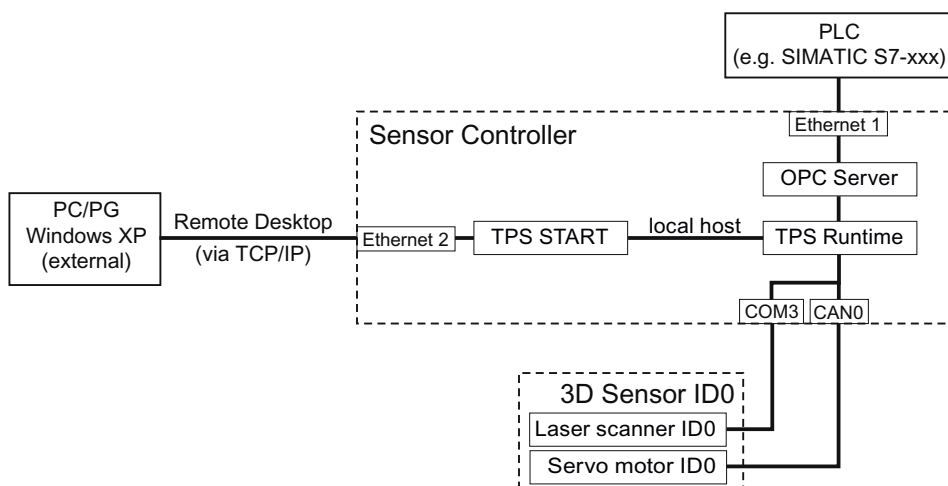 PLC
(e.g. SIMATIC S7-xxx)
Ethernet 1
Sensor Controller
OPC Server
PC/PG
Windows XP
(external)
Remote Desktop
(via TCP/IP)
Ethernet 2
TPS START
local host
TPS Runtime
COM3
CAN0
3D Sensor ID0
Laser scanner ID0
Servo motor ID0